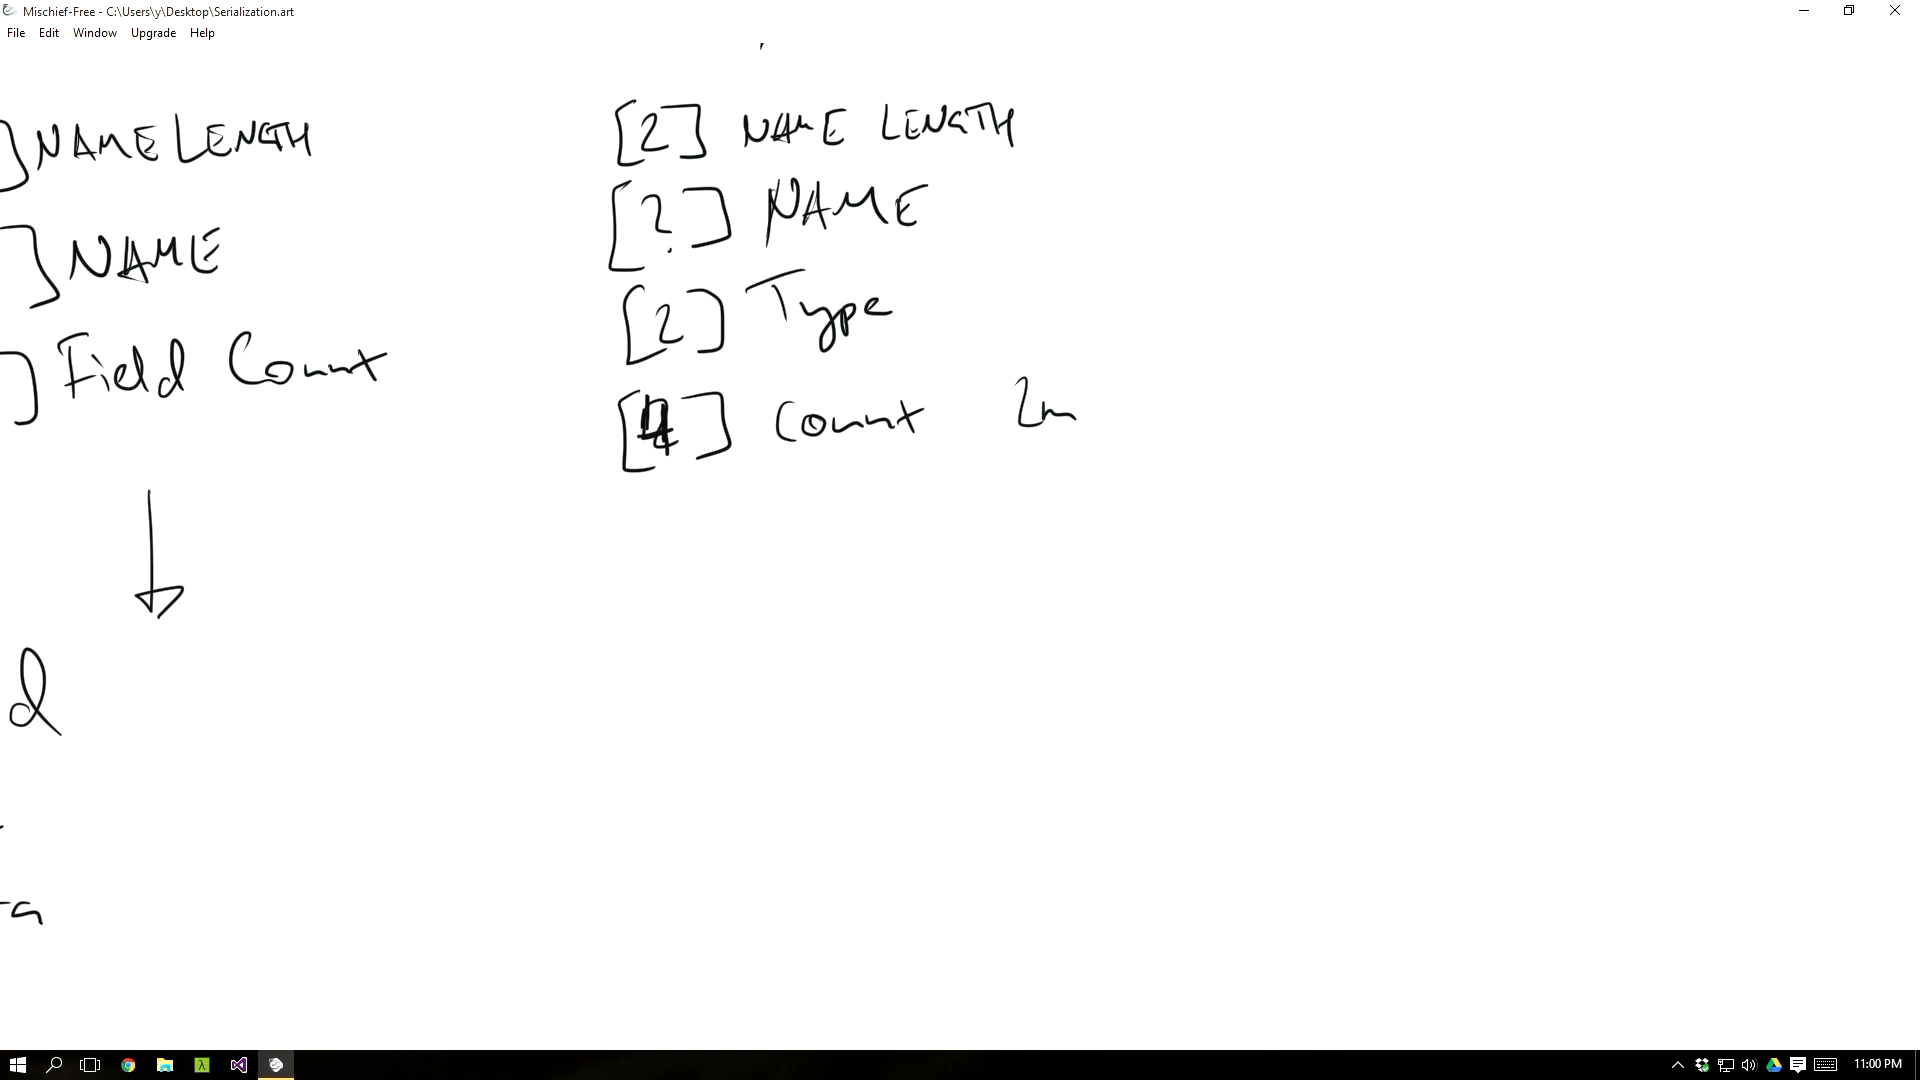 Mischief-Free - C:\Users\y\Desktop\Serialization.art
File Edit Window Upgrade Help
] NAME LENGTH
] NAME
] Field Count
d
[2] NAME LENGTH
[?] NAME
[2] Type
[4] Count 2m
11:00 PM